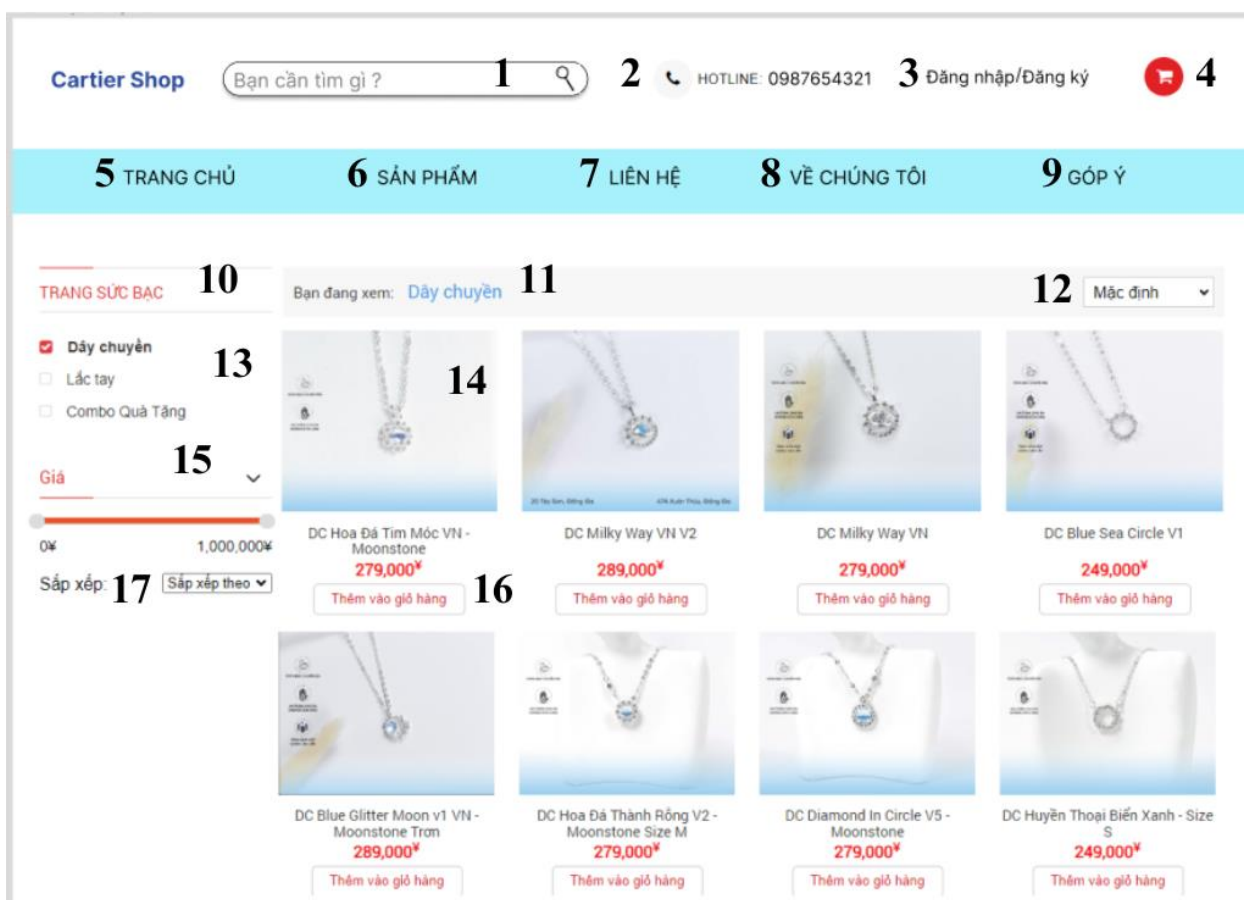 Cartier Shop
Bạn cần tìm gì ?
1
2
HOTLINE: 0987654321
3 Đăng nhập/Đăng ký
4
5 TRANG CHỦ
6 SẢN PHẨM
7 LIÊN HỆ
8 VỀ CHÚNG TÔI
9 GÓP Ý
TRANG SỨC BẠC
10
Bạn đang xem: Dây chuyền
11
12 Mặc định
Dây chuyền
Lắc tay
13
Combo Quà Tặng
14
Giá
15
0¥ 1,000,000¥
Sắp xếp: 17 Sắp xếp theo
DC Hoa Đá Tim Móc VN -
Moonstone
279,000¥
Thêm vào giỏ hàng
16
DC Milky Way VN V2
289,000¥
Thêm vào giỏ hàng
DC Milky Way VN
279,000¥
Thêm vào giỏ hàng
DC Blue Sea Circle V1
249,000¥
Thêm vào giỏ hàng
DC Blue Glitter Moon v1 VN -
Moonstone Trơn
289,000¥
Thêm vào giỏ hàng
DC Hoa Đá Thành Rỗng V2 -
Moonstone Size M
279,000¥
Thêm vào giỏ hàng
DC Diamond In Circle V5 -
Moonstone
279,000¥
Thêm vào giỏ hàng
DC Huyền Thoại Biển Xanh - Size
S
249,000¥
Thêm vào giỏ hàng